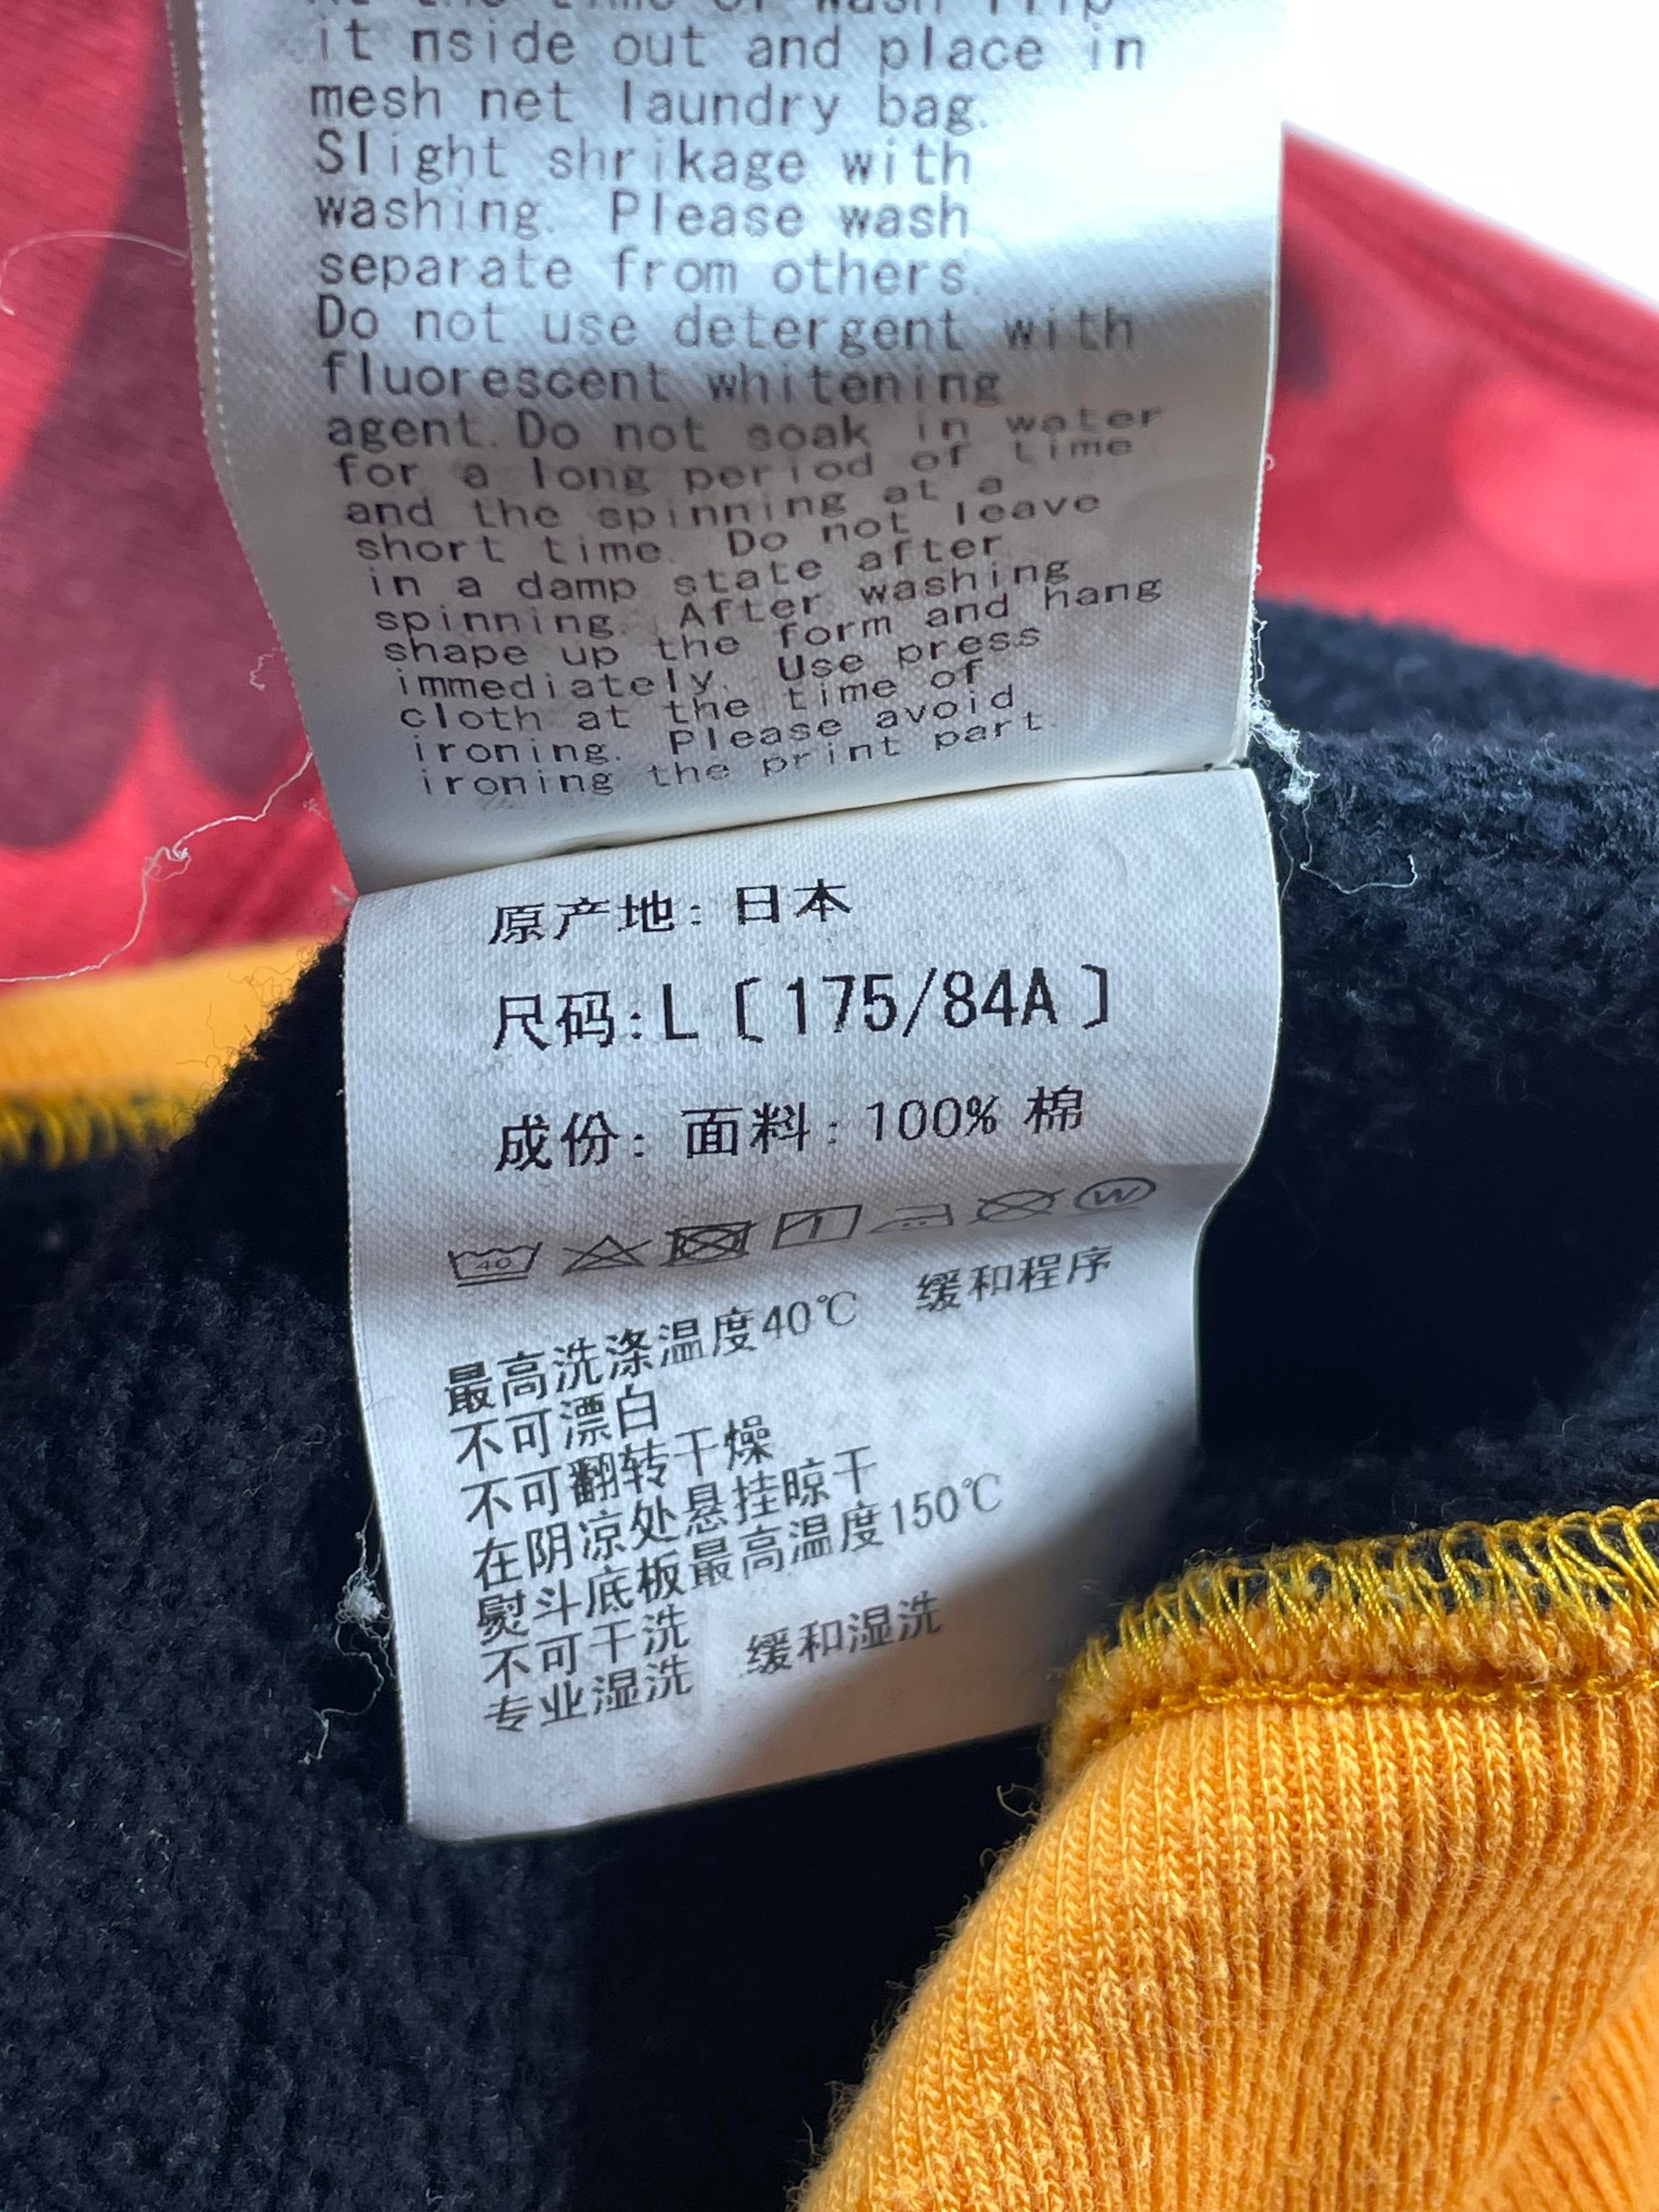 At the time of wash flip
it nside out and place in
mesh net laundry bag.
Slight shrikage with
washing. Please wash
separate from others.
Do not use detergent with
fluorescent whitening
agent. Do not soak in water
for a long period of time
and the spinning at a
short time. Do not leave
in a damp state after
spinning. After washing
shape up the form and hang
immediately. Use press
cloth at the time of
ironing. Please avoid
ironing the print part.
原产地: 日本
尺码: L〔175/84A〕
成份: 面料: 100% 棉
40 W
最高洗涤温度40℃ 缓和程序
不可漂白
不可翻转干燥
在阴凉处悬挂晾干
熨斗底板最高温度150℃
不可干洗
专业湿洗 缓和湿洗